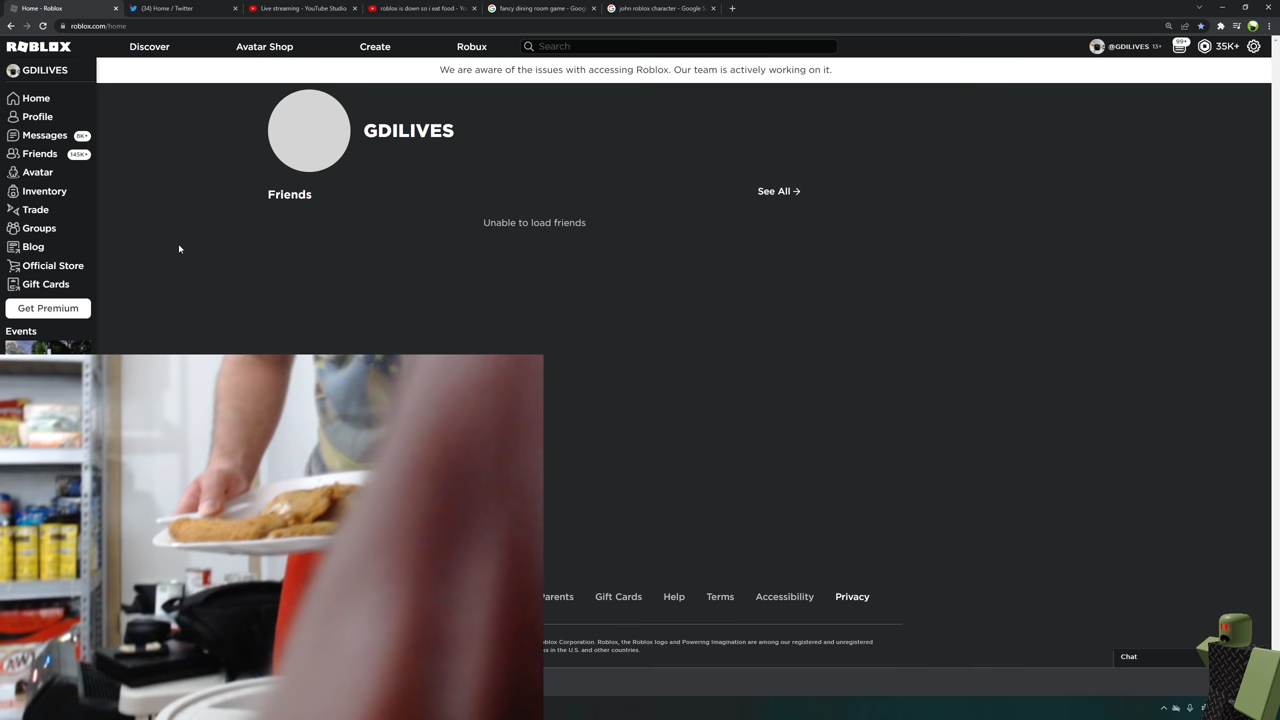 Home - Roblox
(34) Home / Twitter
Live streaming - YouTube Studio
roblox is down so i eat food - Yo
fancy dining room game - Goog
john roblox character - Google S
roblox.com/home
ROBLOX
Discover
Avatar Shop
Create
Robux
Search
@GDILIVES 13+
99+
35K+
GDILIVES
We are aware of the issues with accessing Roblox. Our team is actively working on it.
Home
Profile
Messages 8K+
Friends 145K+
Avatar
Inventory
Trade
Groups
Blog
Official Store
Gift Cards
Get Premium
Events
GDILIVES
Friends
See All
Unable to load friends
Parents
Gift Cards
Help
Terms
Accessibility
Privacy
oblox Corporation. Roblox, the Roblox logo and Powering Imagination are among our registered and unregistered
ks in the U.S. and other countries.
Chat